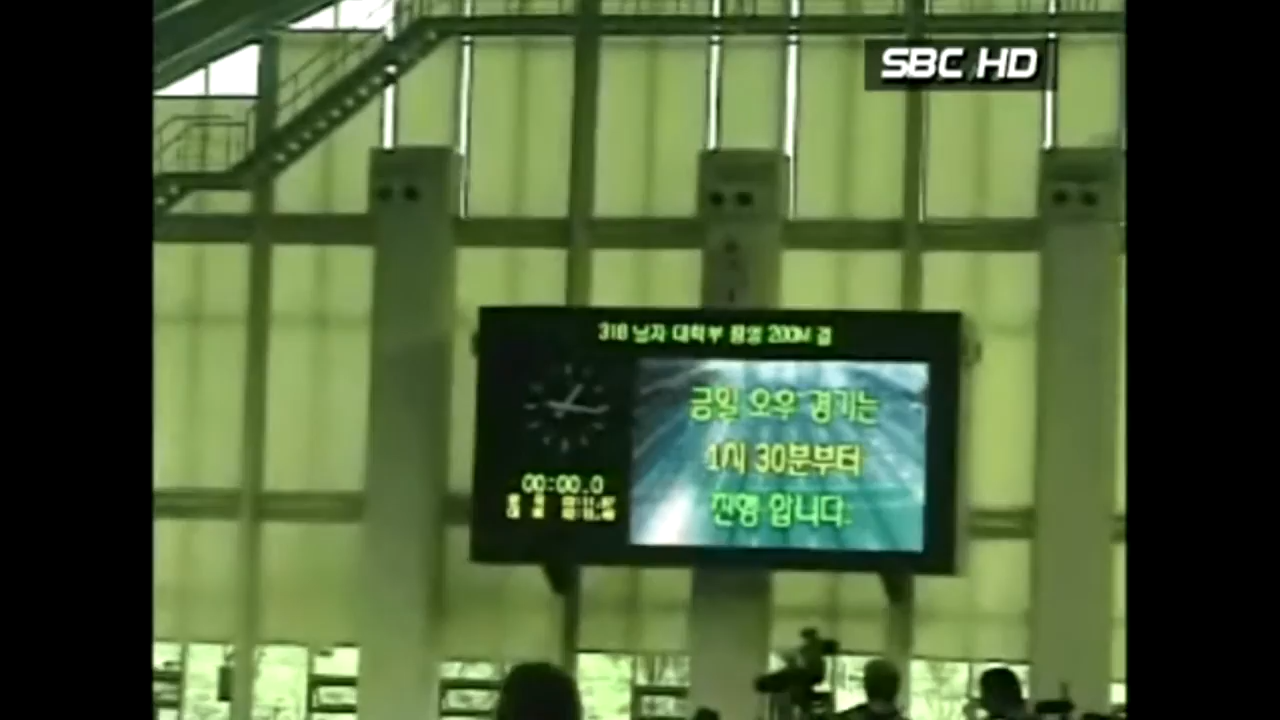 SBC HD
318 남자 대학부 평영 200M 결
금일 오후 경기는
1시 30분부터
진행 합니다.
00:00.0